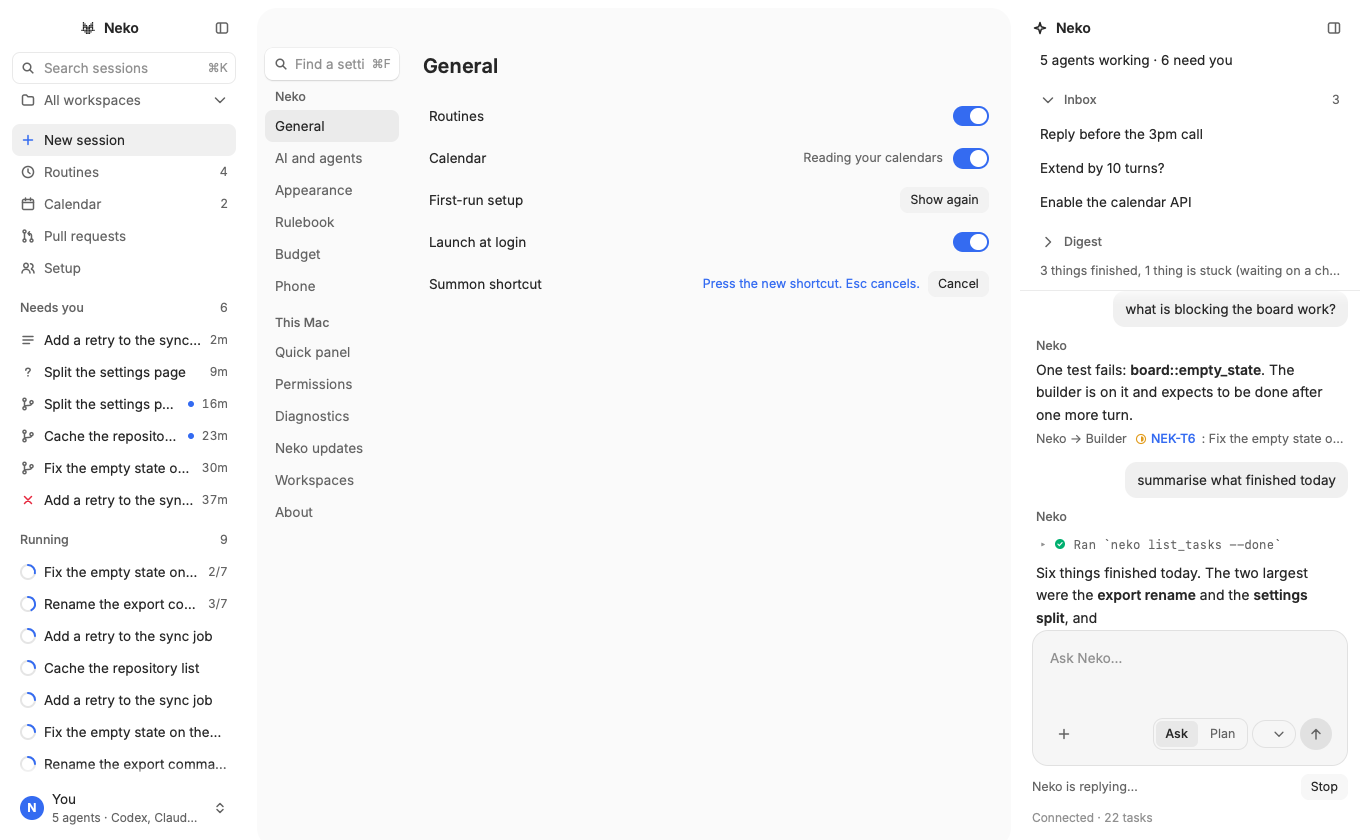 Neko
Search sessions ⌘K
All workspaces
New session
Routines 4
Calendar 2
Pull requests
Setup
Needs you 6
Add a retry to the sync... 2m
Split the settings page 9m
Split the settings p... 16m
Cache the reposito... 23m
Fix the empty state o... 30m
Add a retry to the syn... 37m
Running 9
Fix the empty state on... 2/7
Rename the export co... 3/7
Add a retry to the sync job
Cache the repository list
Add a retry to the sync job
Fix the empty state on the...
Rename the export comma...
N
You
5 agents · Codex, Claud...
Find a setti ⌘F
Neko
General
AI and agents
Appearance
Rulebook
Budget
Phone
This Mac
Quick panel
Permissions
Diagnostics
Neko updates
Workspaces
About
General
Routines
Calendar Reading your calendars
First-run setup Show again
Launch at login
Summon shortcut Press the new shortcut. Esc cancels. Cancel
Neko
5 agents working · 6 need you
Inbox 3
Reply before the 3pm call
Extend by 10 turns?
Enable the calendar API
Digest
3 things finished, 1 thing is stuck (waiting on a ch...
what is blocking the board work?
Neko
One test fails: board::empty_state. The
builder is on it and expects to be done after
one more turn.
Neko → Builder NEK-T6 : Fix the empty state o...
summarise what finished today
Neko
Ran `neko list_tasks --done`
Six things finished today. The two largest
were the export rename and the settings
split, and
Ask Neko...
Ask Plan
Neko is replying... Stop
Connected · 22 tasks